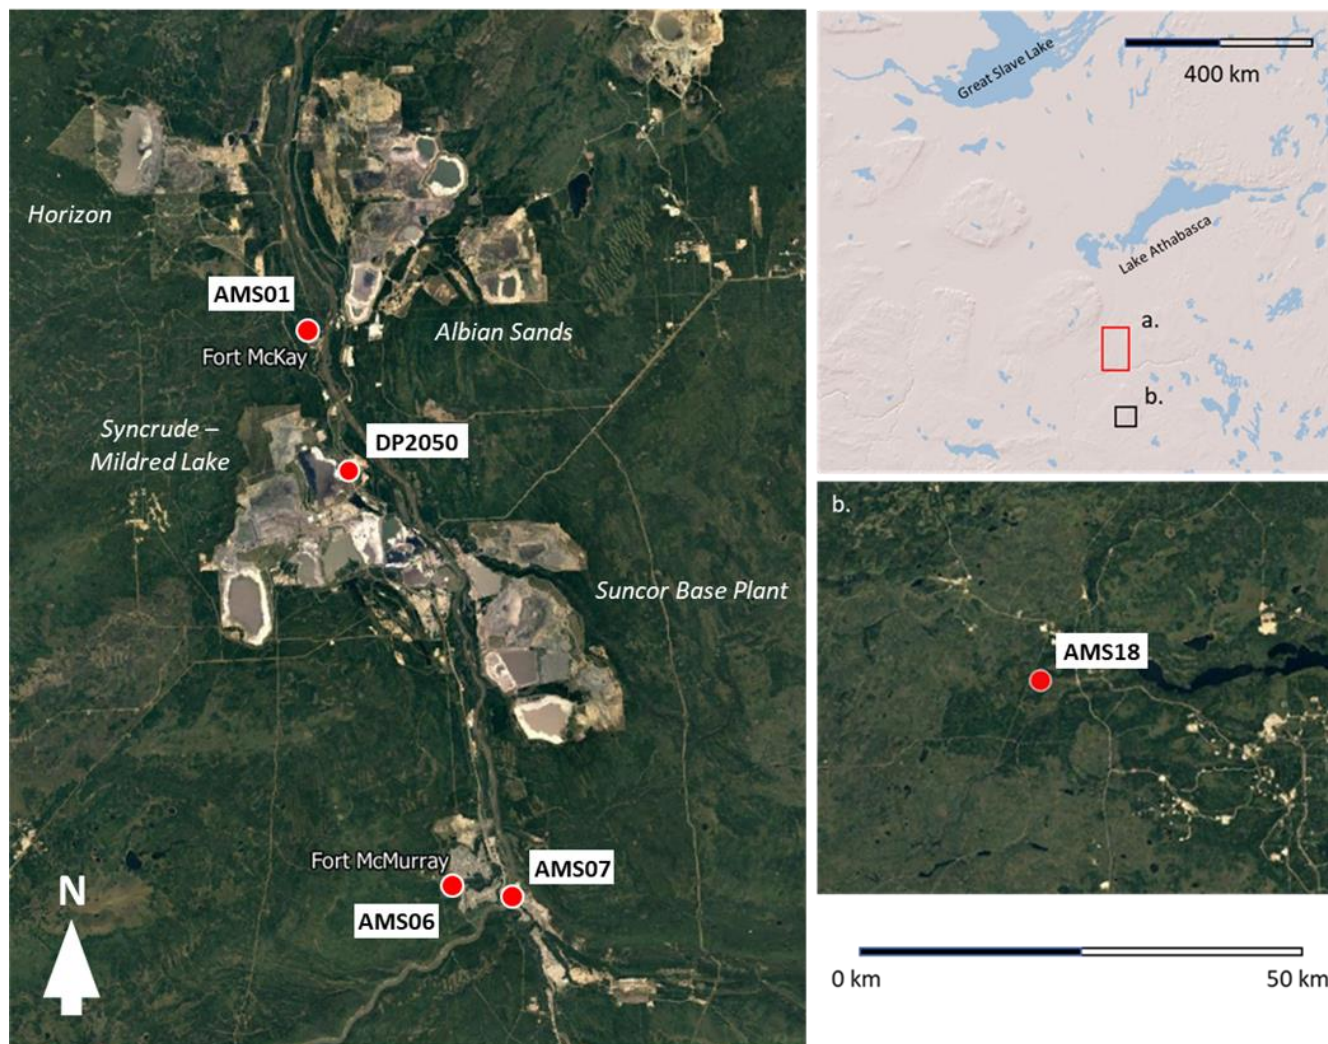 Horizon
AMS01
Fort McKay
Albian Sands
Syncrude –
Mildred Lake
DP2050
Suncor Base Plant
Fort McMurray
AMS07
AMS06
N
Great Slave Lake
400 km
Lake Athabasca
a.
b.
b.
AMS18
0 km
50 km